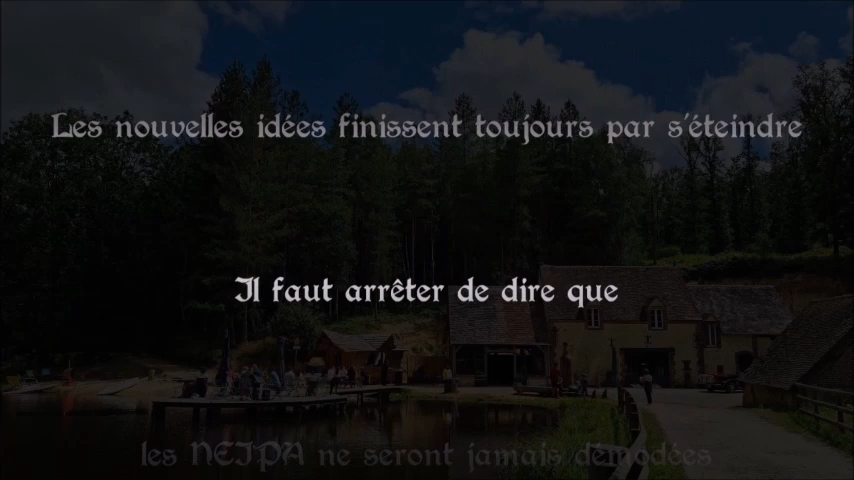 Les nouvelles idées finissent toujours par s'éteindre
Il faut arrêter de dire que
les NEIPA ne seront jamais démodées